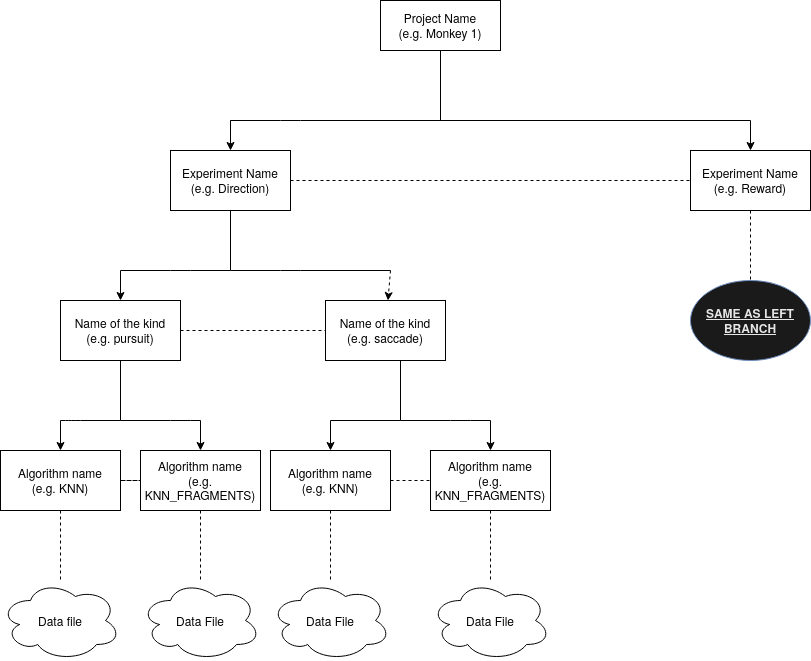 Project Name
(e.g. Monkey 1)
Experiment Name
(e.g. Direction)
Experiment Name
(e.g. Reward)
Name of the kind
(e.g. pursuit)
Name of the kind
(e.g. saccade)
SAME AS LEFT
BRANCH
Algorithm name
(e.g. KNN)
Algorithm name
(e.g.
KNN_FRAGMENTS)
Algorithm name
(e.g. KNN)
Algorithm name
(e.g.
KNN_FRAGMENTS)
Data file
Data File
Data File
Data File